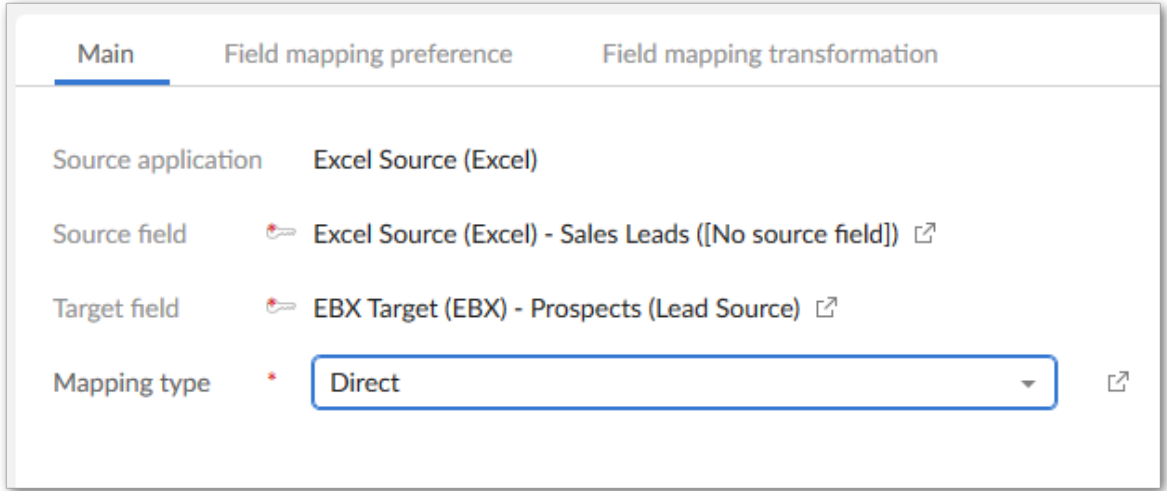 Main Field mapping preference Field mapping transformation
Source application Excel Source (Excel)
Source field * Excel Source (Excel) - Sales Leads ([No source field])
Target field * EBX Target (EBX) - Prospects (Lead Source)
Mapping type * Direct